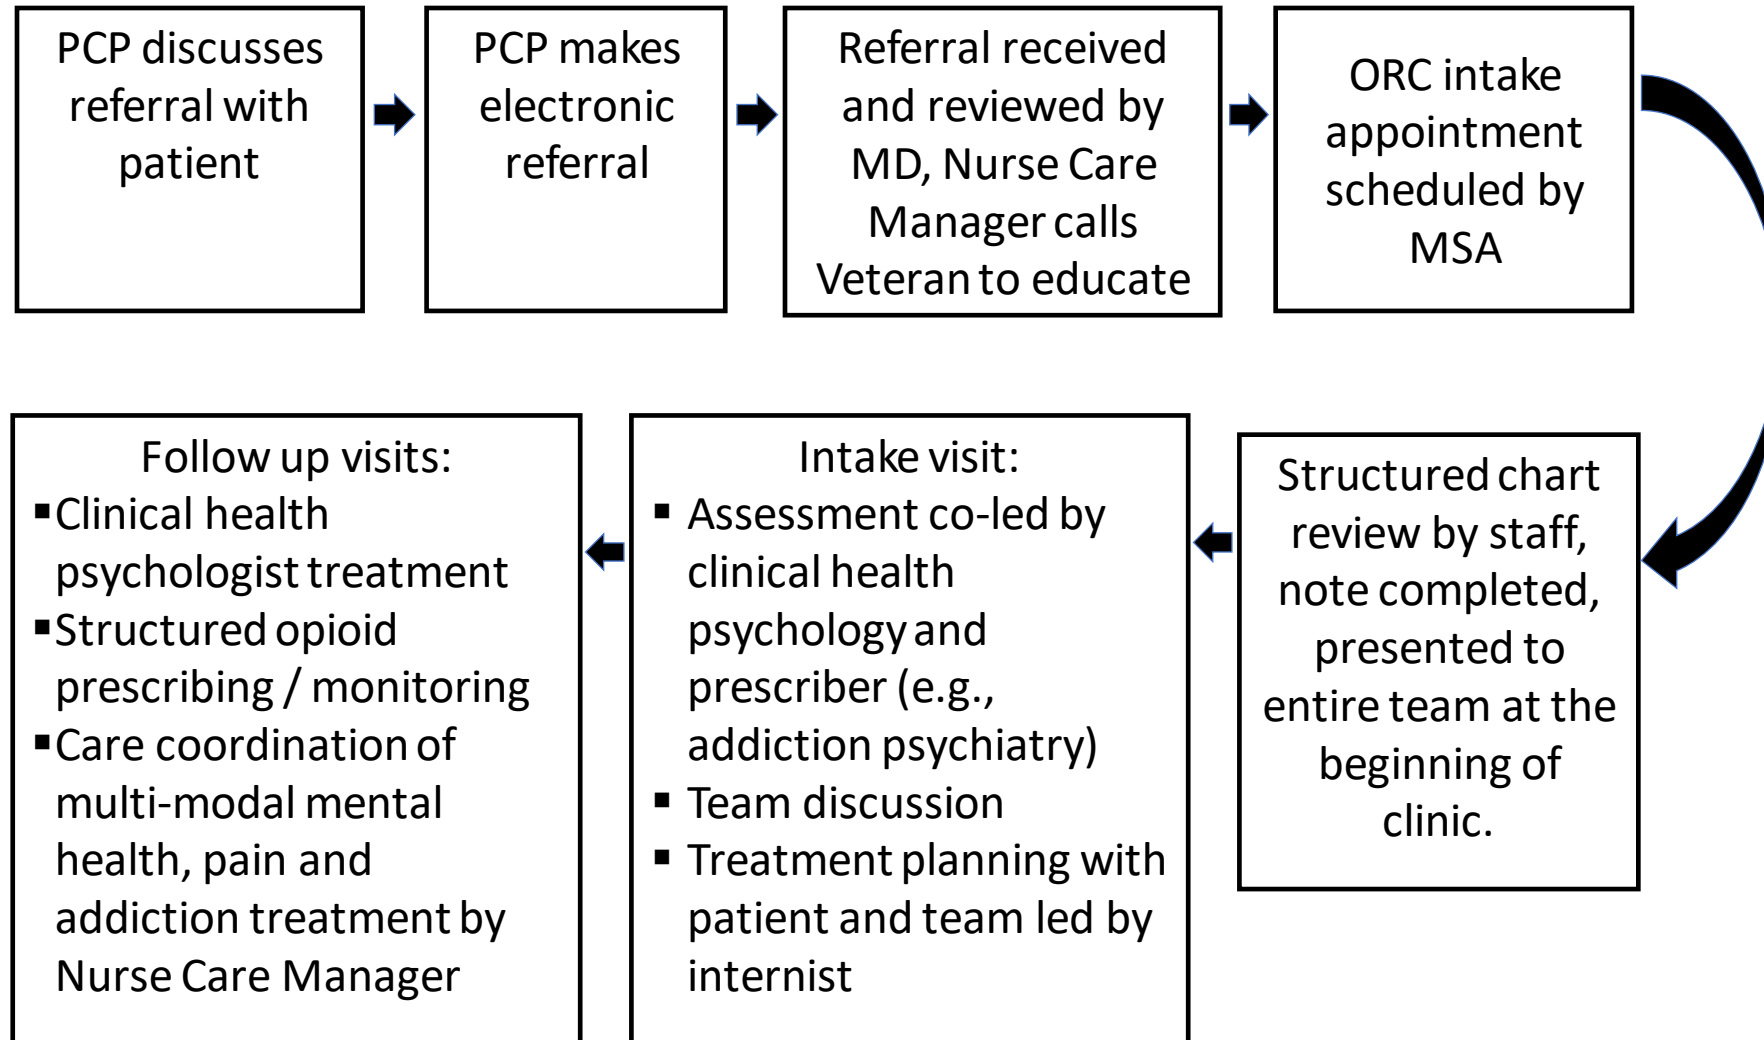 PCP discusses
referral with
patient
PCP makes
electronic
referral
Referral received
and reviewed by
MD, Nurse Care
Manager calls
Veteran to educate
ORC intake
appointment
scheduled by
MSA
Structured chart
review by staff,
note completed,
presented to
entire team at the
beginning of
clinic.
Intake visit:
▪ Assessment co-led by
clinical health
psychology and
prescriber (e.g.,
addiction psychiatry)
▪ Team discussion
▪ Treatment planning with
patient and team led by
internist
Follow up visits:
▪Clinical health
psychologist treatment
▪Structured opioid
prescribing / monitoring
▪Care coordination of
multi-modal mental
health, pain and
addiction treatment by
Nurse Care Manager